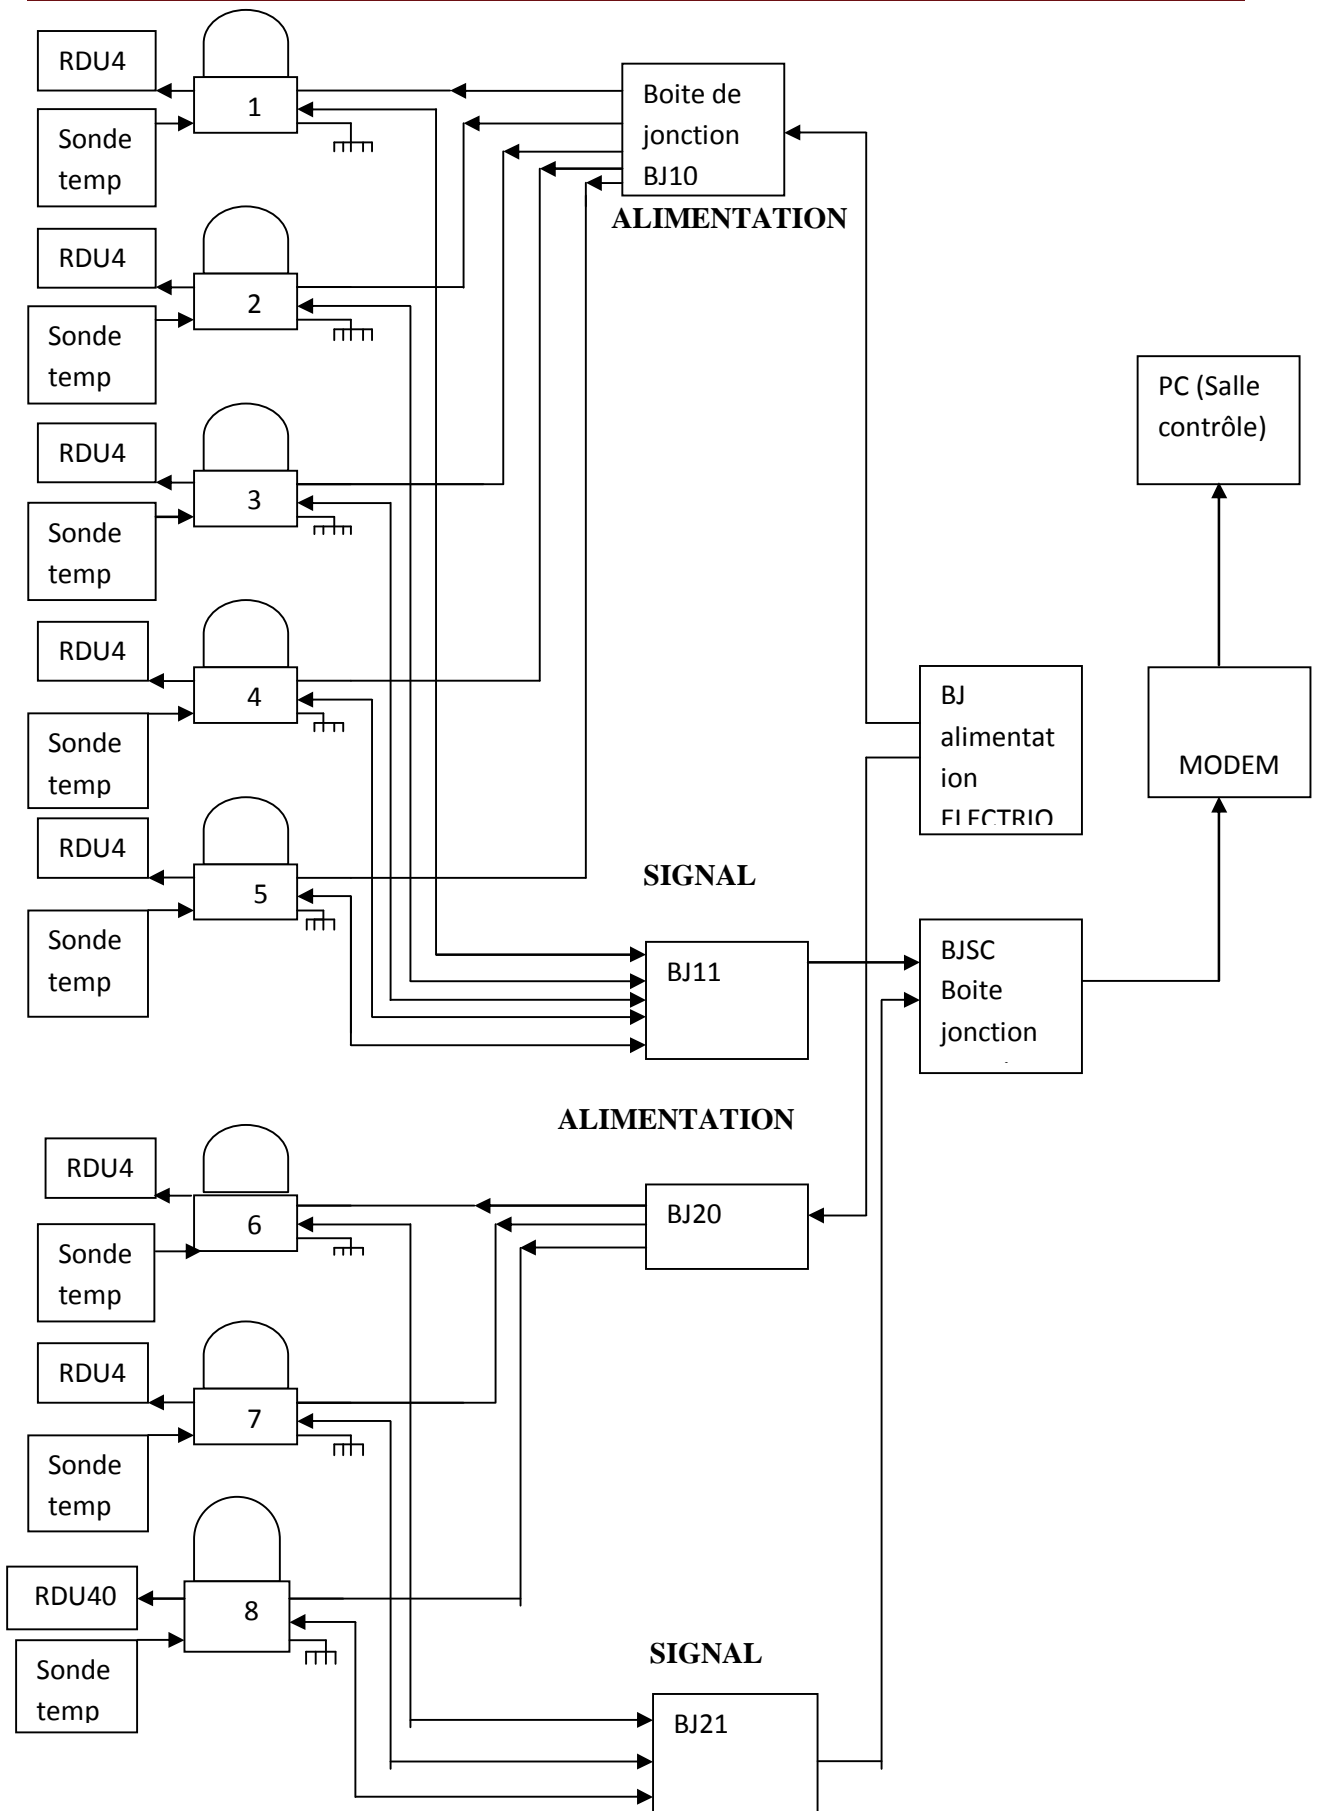 RDU4
1
Sonde
temp
Boite de
jonction
BJ10
ALIMENTATION
RDU4
2
Sonde
temp
RDU4
3
Sonde
temp
PC (Salle
contrôle)
RDU4
4
Sonde
temp
BJ
alimentat
ion
ELECTRIQ
MODEM
RDU4
5
Sonde
temp
SIGNAL
BJ11
BJSC
Boite
jonction
ALIMENTATION
RDU4
6
Sonde
temp
BJ20
RDU4
7
Sonde
temp
RDU40
8
Sonde
temp
SIGNAL
BJ21